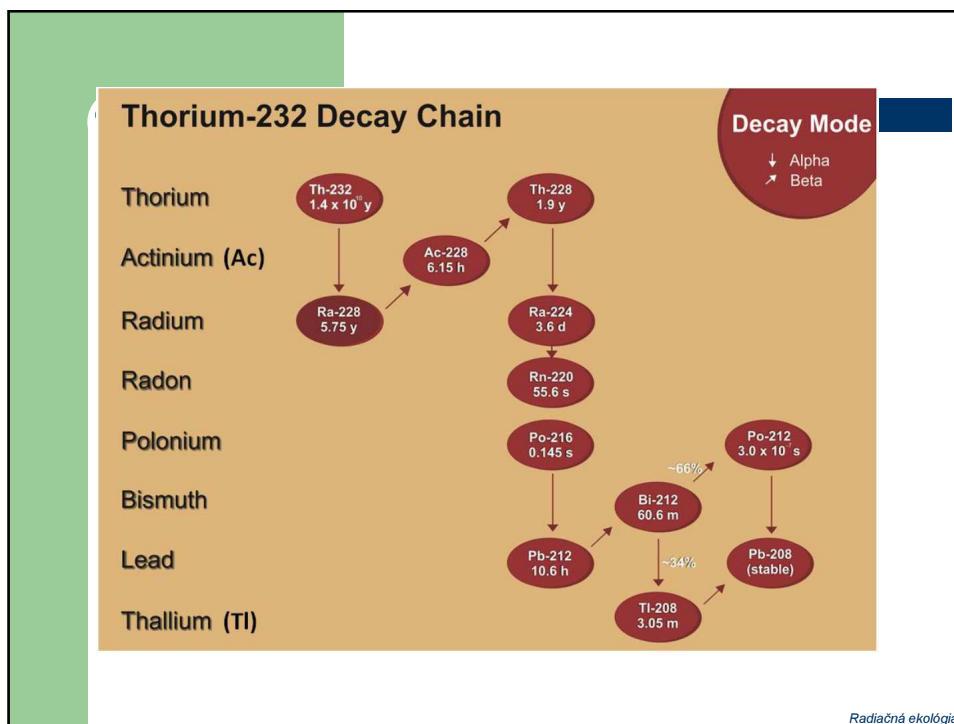 Thorium-232 Decay Chain
Decay Mode
Alpha
Beta
Thorium
Th-232
1.4 x 10¹⁰ y
Th-228
1.9 y
Actinium (Ac)
Ac-228
6.15 h
Radium
Ra-228
5.75 y
Ra-224
3.6 d
Radon
Rn-220
55.6 s
Polonium
Po-216
0.145 s
Po-212
3.0 x 10⁻⁷ s
~66%
Bismuth
Bi-212
60.6 m
Lead
Pb-212
10.6 h
~34%
Pb-208
(stable)
Thallium (Tl)
Tl-208
3.05 m
Radiačná ekológia